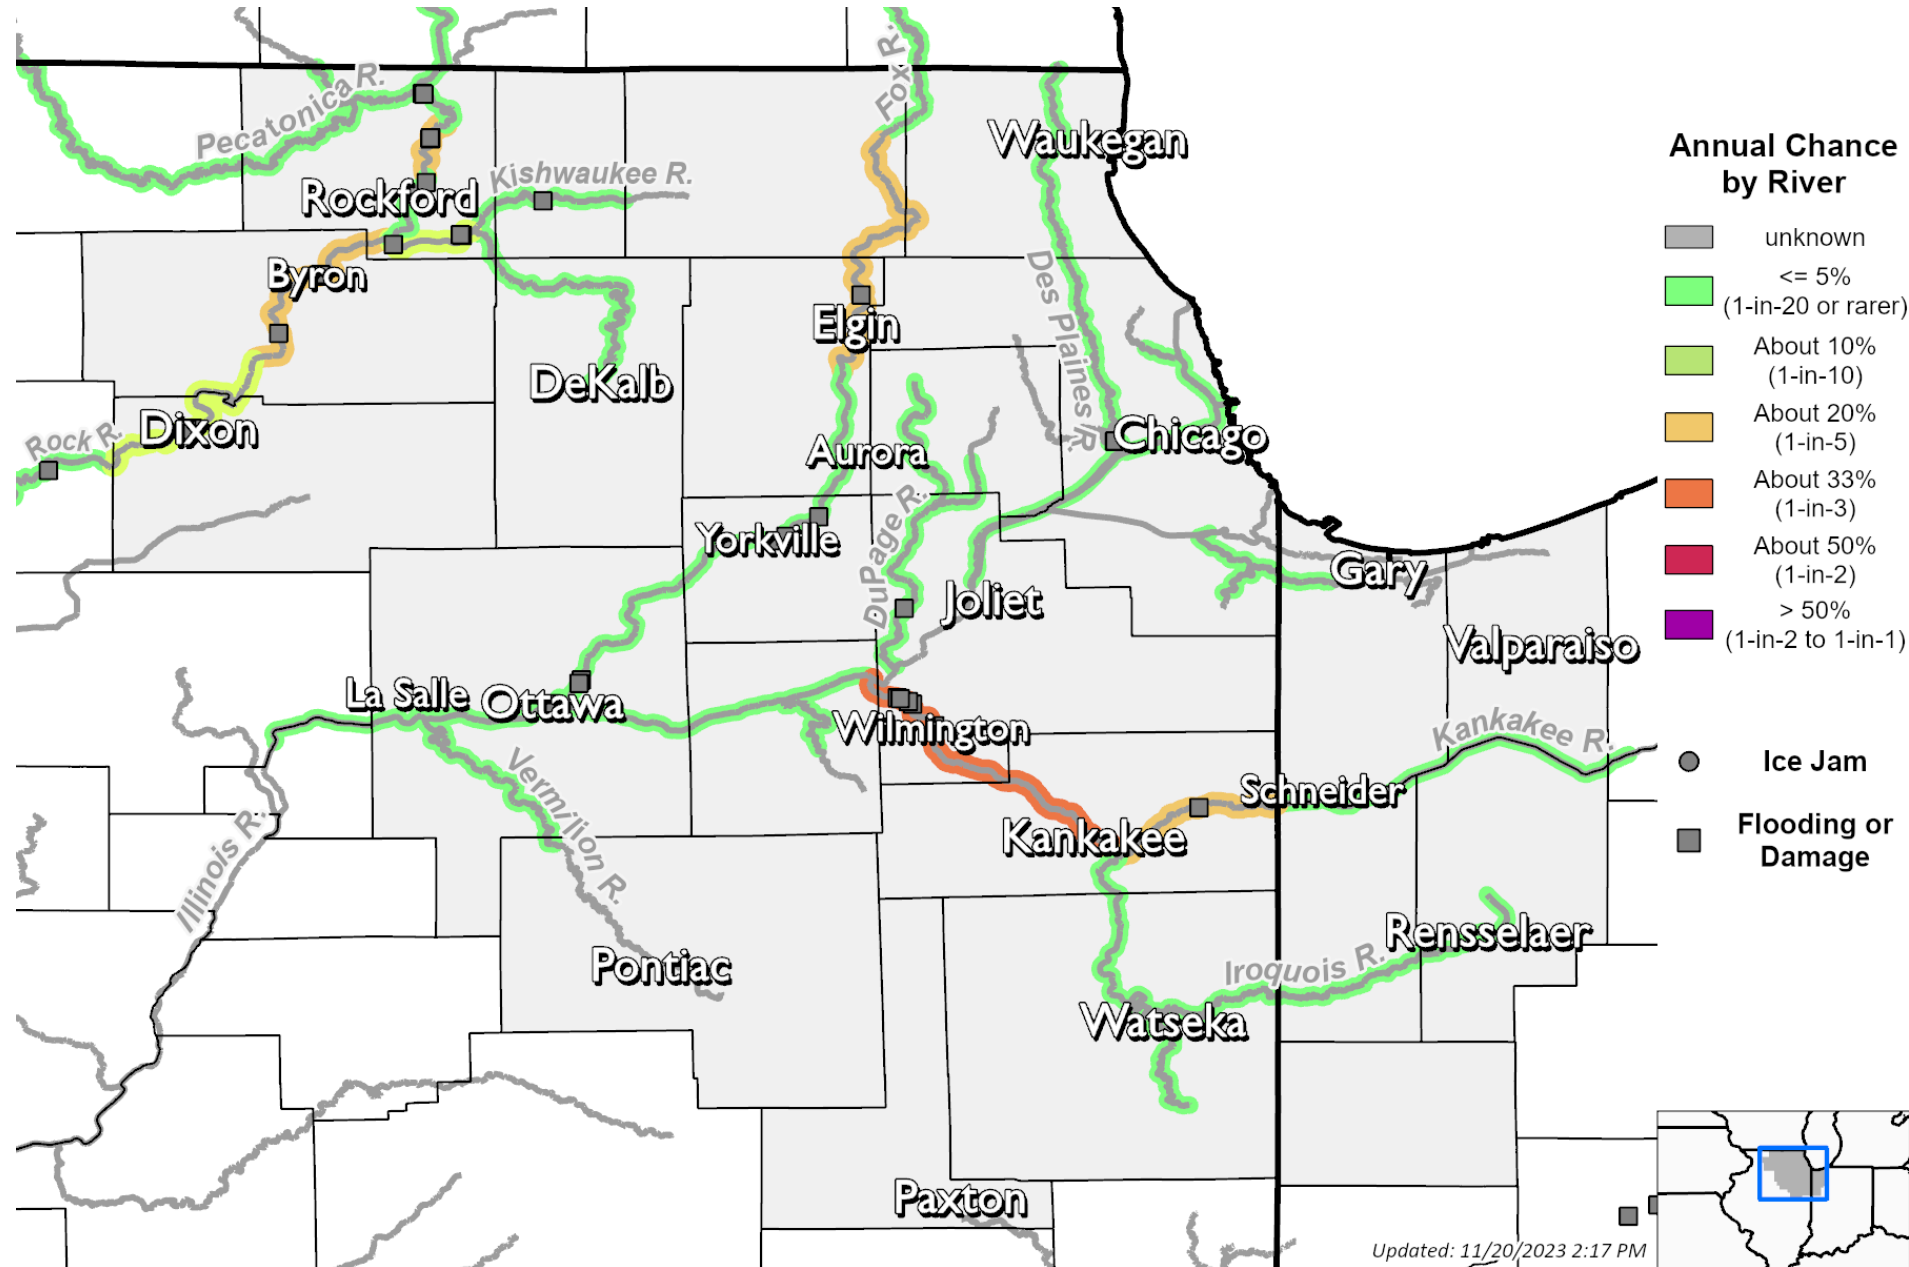 Fox R.
Pecatonica R.
Waukegan
Kishwaukee R.
Rockford
Byron
Des Plaines R.
Elgin
DeKalb
Dixon
Rock R.
Chicago
Aurora
DuPage R.
Yorkville
Gary
Joliet
Valparaiso
La Salle
Ottawa
Wilmington
Kankakee R.
Vermilion R.
Schneider
Illinois R.
Kankakee
Rensselaer
Pontiac
Iroquois R.
Watseka
Paxton
Updated: 11/20/2023 2:17 PM
Annual Chance
by River
unknown
<= 5%
(1-in-20 or rarer)
About 10%
(1-in-10)
About 20%
(1-in-5)
About 33%
(1-in-3)
About 50%
(1-in-2)
> 50%
(1-in-2 to 1-in-1)
Ice Jam
Flooding or
Damage